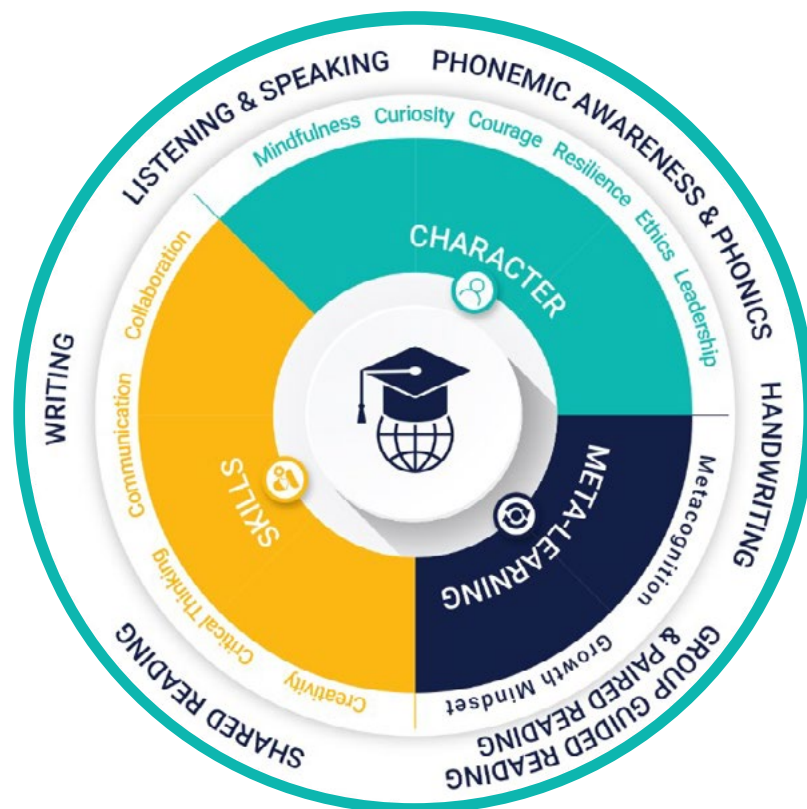 LISTENING & SPEAKING
PHONEMIC AWARENESS & PHONICS
HANDWRITING
GROUP GUIDED READING
& PAIRED READING
SHARED READING
WRITING
Mindfulness
Curiosity
Courage
Resilience
Ethics
Leadership
Metacognition
Growth Mindset
Creativity
Critical Thinking
Communication
Collaboration
CHARACTER
META-LEARNING
SKILLS